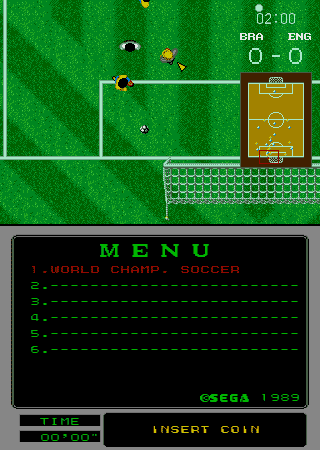 02:00
BRA ENG
0 - 0
MENU
1.WORLD CHAMP. SOCCER
2.
3.
4.
5.
6.
©SEGA 1989
TIME
00'00"
INSERT COIN